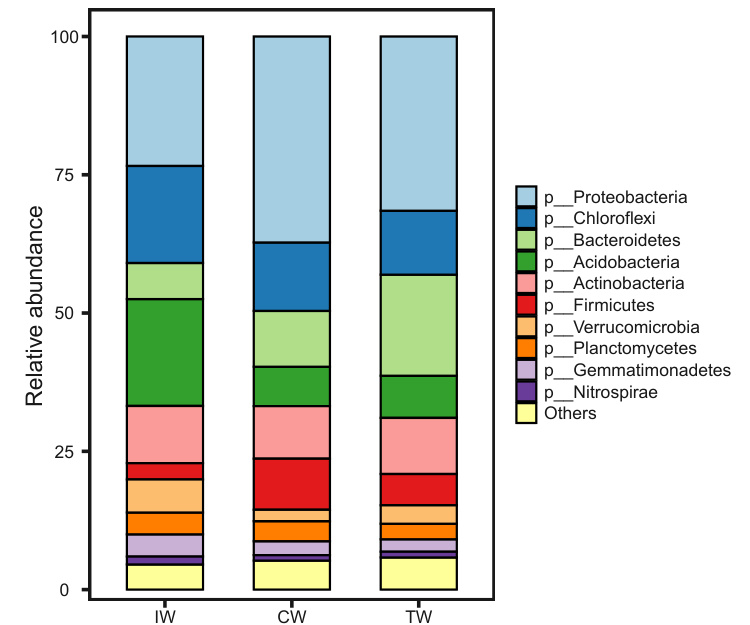 Relative abundance
100
75
50
25
0
IW
CW
TW
p__Proteobacteria
p__Chloroflexi
p__Bacteroidetes
p__Acidobacteria
p__Actinobacteria
p__Firmicutes
p__Verrucomicrobia
p__Planctomycetes
p__Gemmatimonadetes
p__Nitrospirae
Others